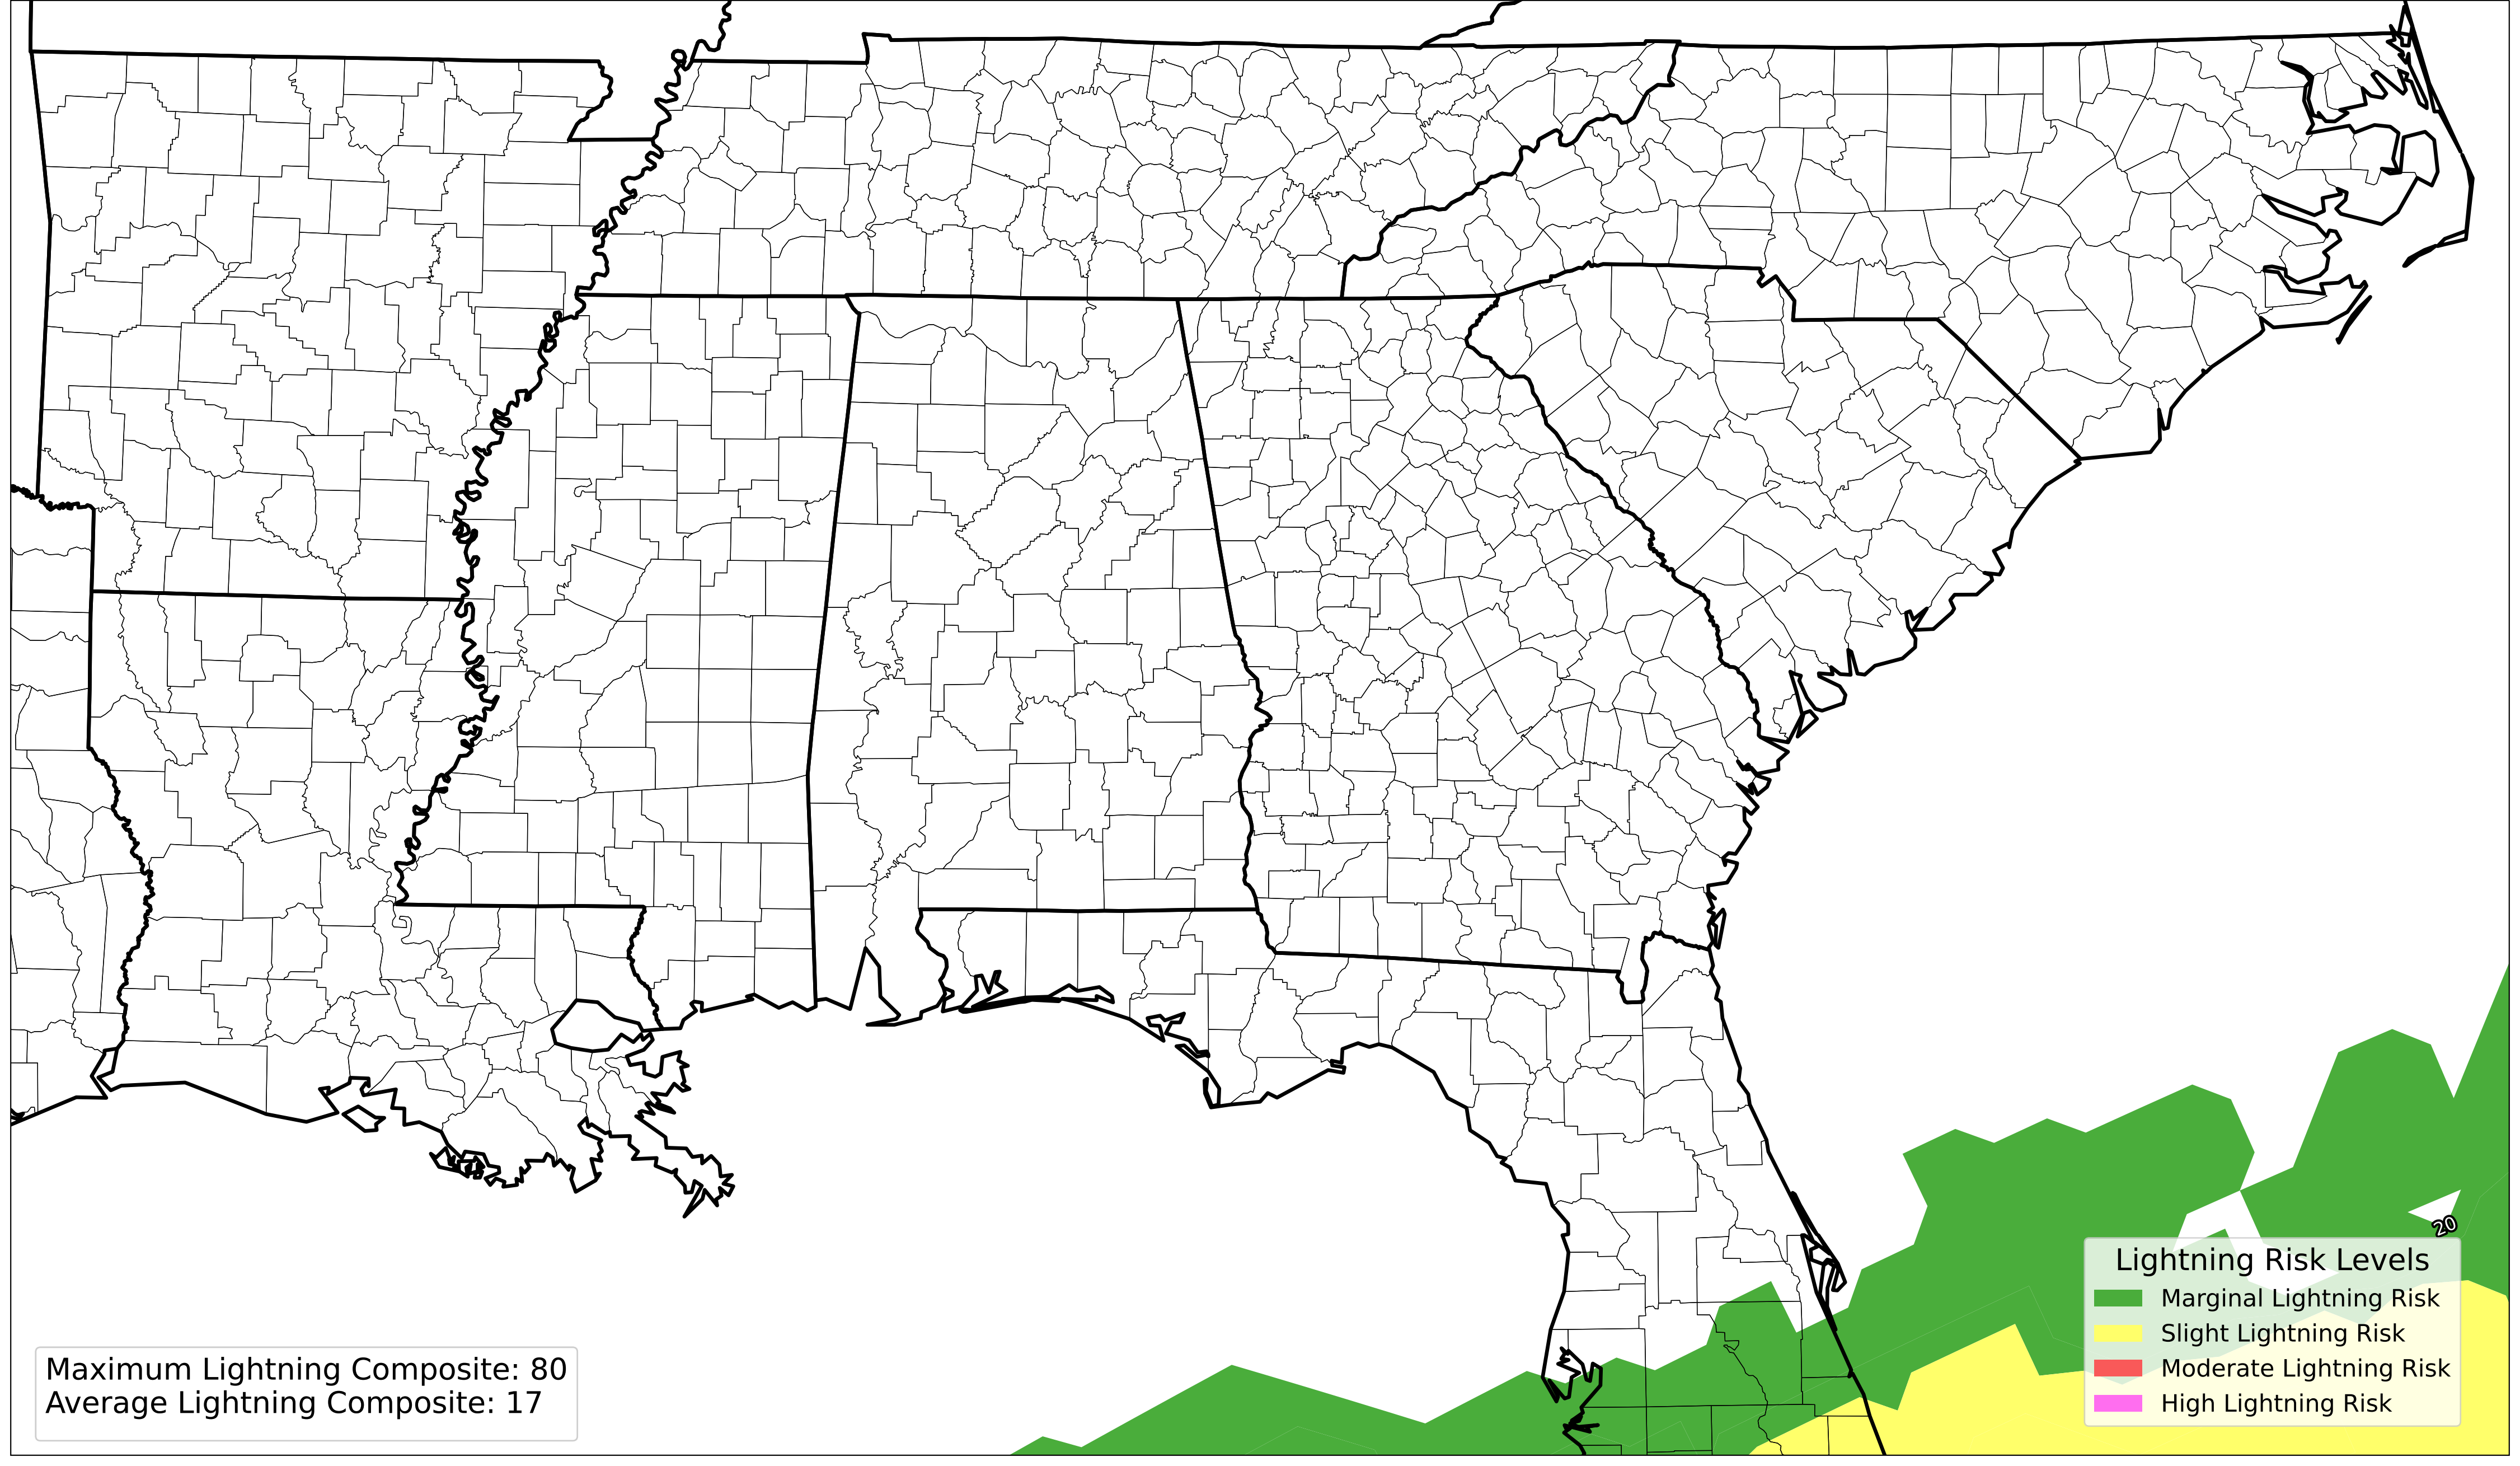 20
Lightning Risk Levels
Marginal Lightning Risk
Slight Lightning Risk
Moderate Lightning Risk
High Lightning Risk
Maximum Lightning Composite: 80
Average Lightning Composite: 17